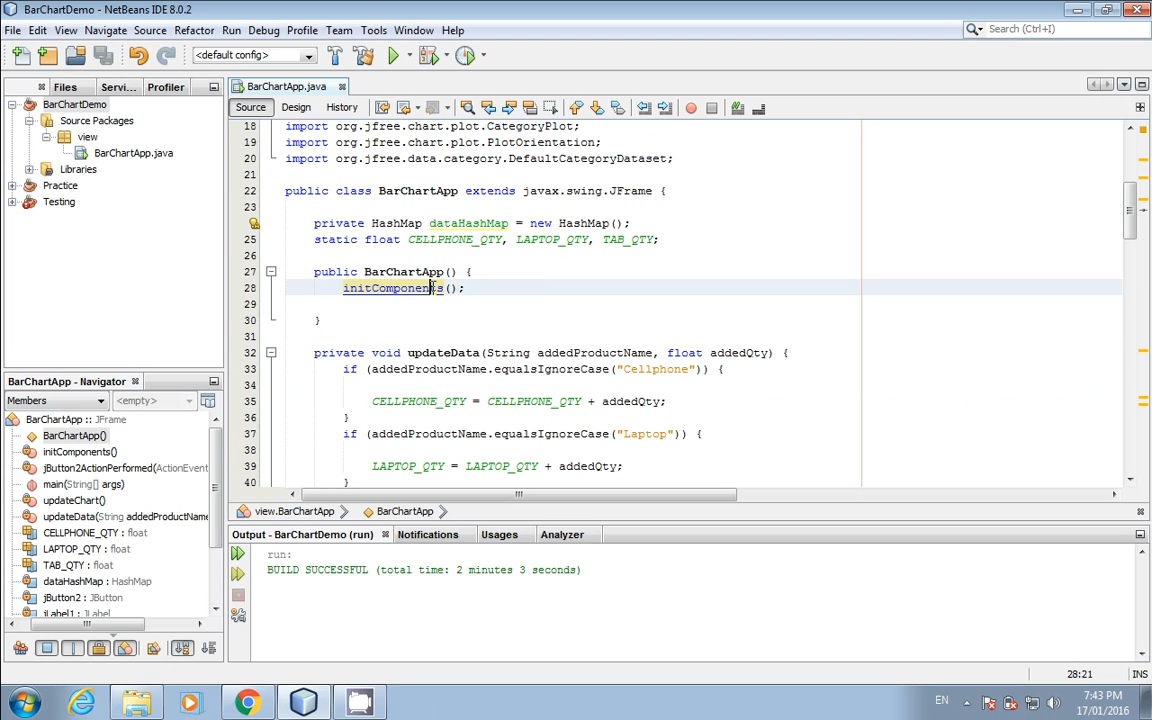 BarChartDemo - NetBeans IDE 8.0.2
File Edit View Navigate Source Refactor Run Debug Profile Team Tools Window Help
Search (Ctrl+I)
<default config>
Files Servi... Profiler
BarChartApp.java
BarChartDemo
Source Packages
view
BarChartApp.java
Libraries
Practice
Testing
Source Design History
18 import org.jfree.chart.plot.CategoryPlot;
19 import org.jfree.chart.plot.PlotOrientation;
20 import org.jfree.data.category.DefaultCategoryDataset;
21
22 public class BarChartApp extends javax.swing.JFrame {
23
private HashMap dataHashMap = new HashMap();
25 static float CELLPHONE_QTY, LAPTOP_QTY, TAB_QTY;
26
27 public BarChartApp() {
28 initComponents();
29
30 }
31
32 private void updateData(String addedProductName, float addedQty) {
33 if (addedProductName.equalsIgnoreCase("Cellphone")) {
34
35 CELLPHONE_QTY = CELLPHONE_QTY + addedQty;
36 }
37 if (addedProductName.equalsIgnoreCase("Laptop")) {
38
39 LAPTOP_QTY = LAPTOP_QTY + addedQty;
40 }
BarChartApp - Navigator
Members <empty>
BarChartApp :: JFrame
BarChartApp()
initComponents()
jButton2ActionPerformed(ActionEvent
main(String[] args)
updateChart()
updateData(String addedProductName
CELLPHONE_QTY : float
LAPTOP_QTY : float
TAB_QTY : float
dataHashMap : HashMap
jButton2 : JButton
jLabel1 : JLabel
view.BarChartApp BarChartApp
Output - BarChartDemo (run) Notifications Usages Analyzer
run:
BUILD SUCCESSFUL (total time: 2 minutes 3 seconds)
28:21 INS
EN 7:43 PM
17/01/2016